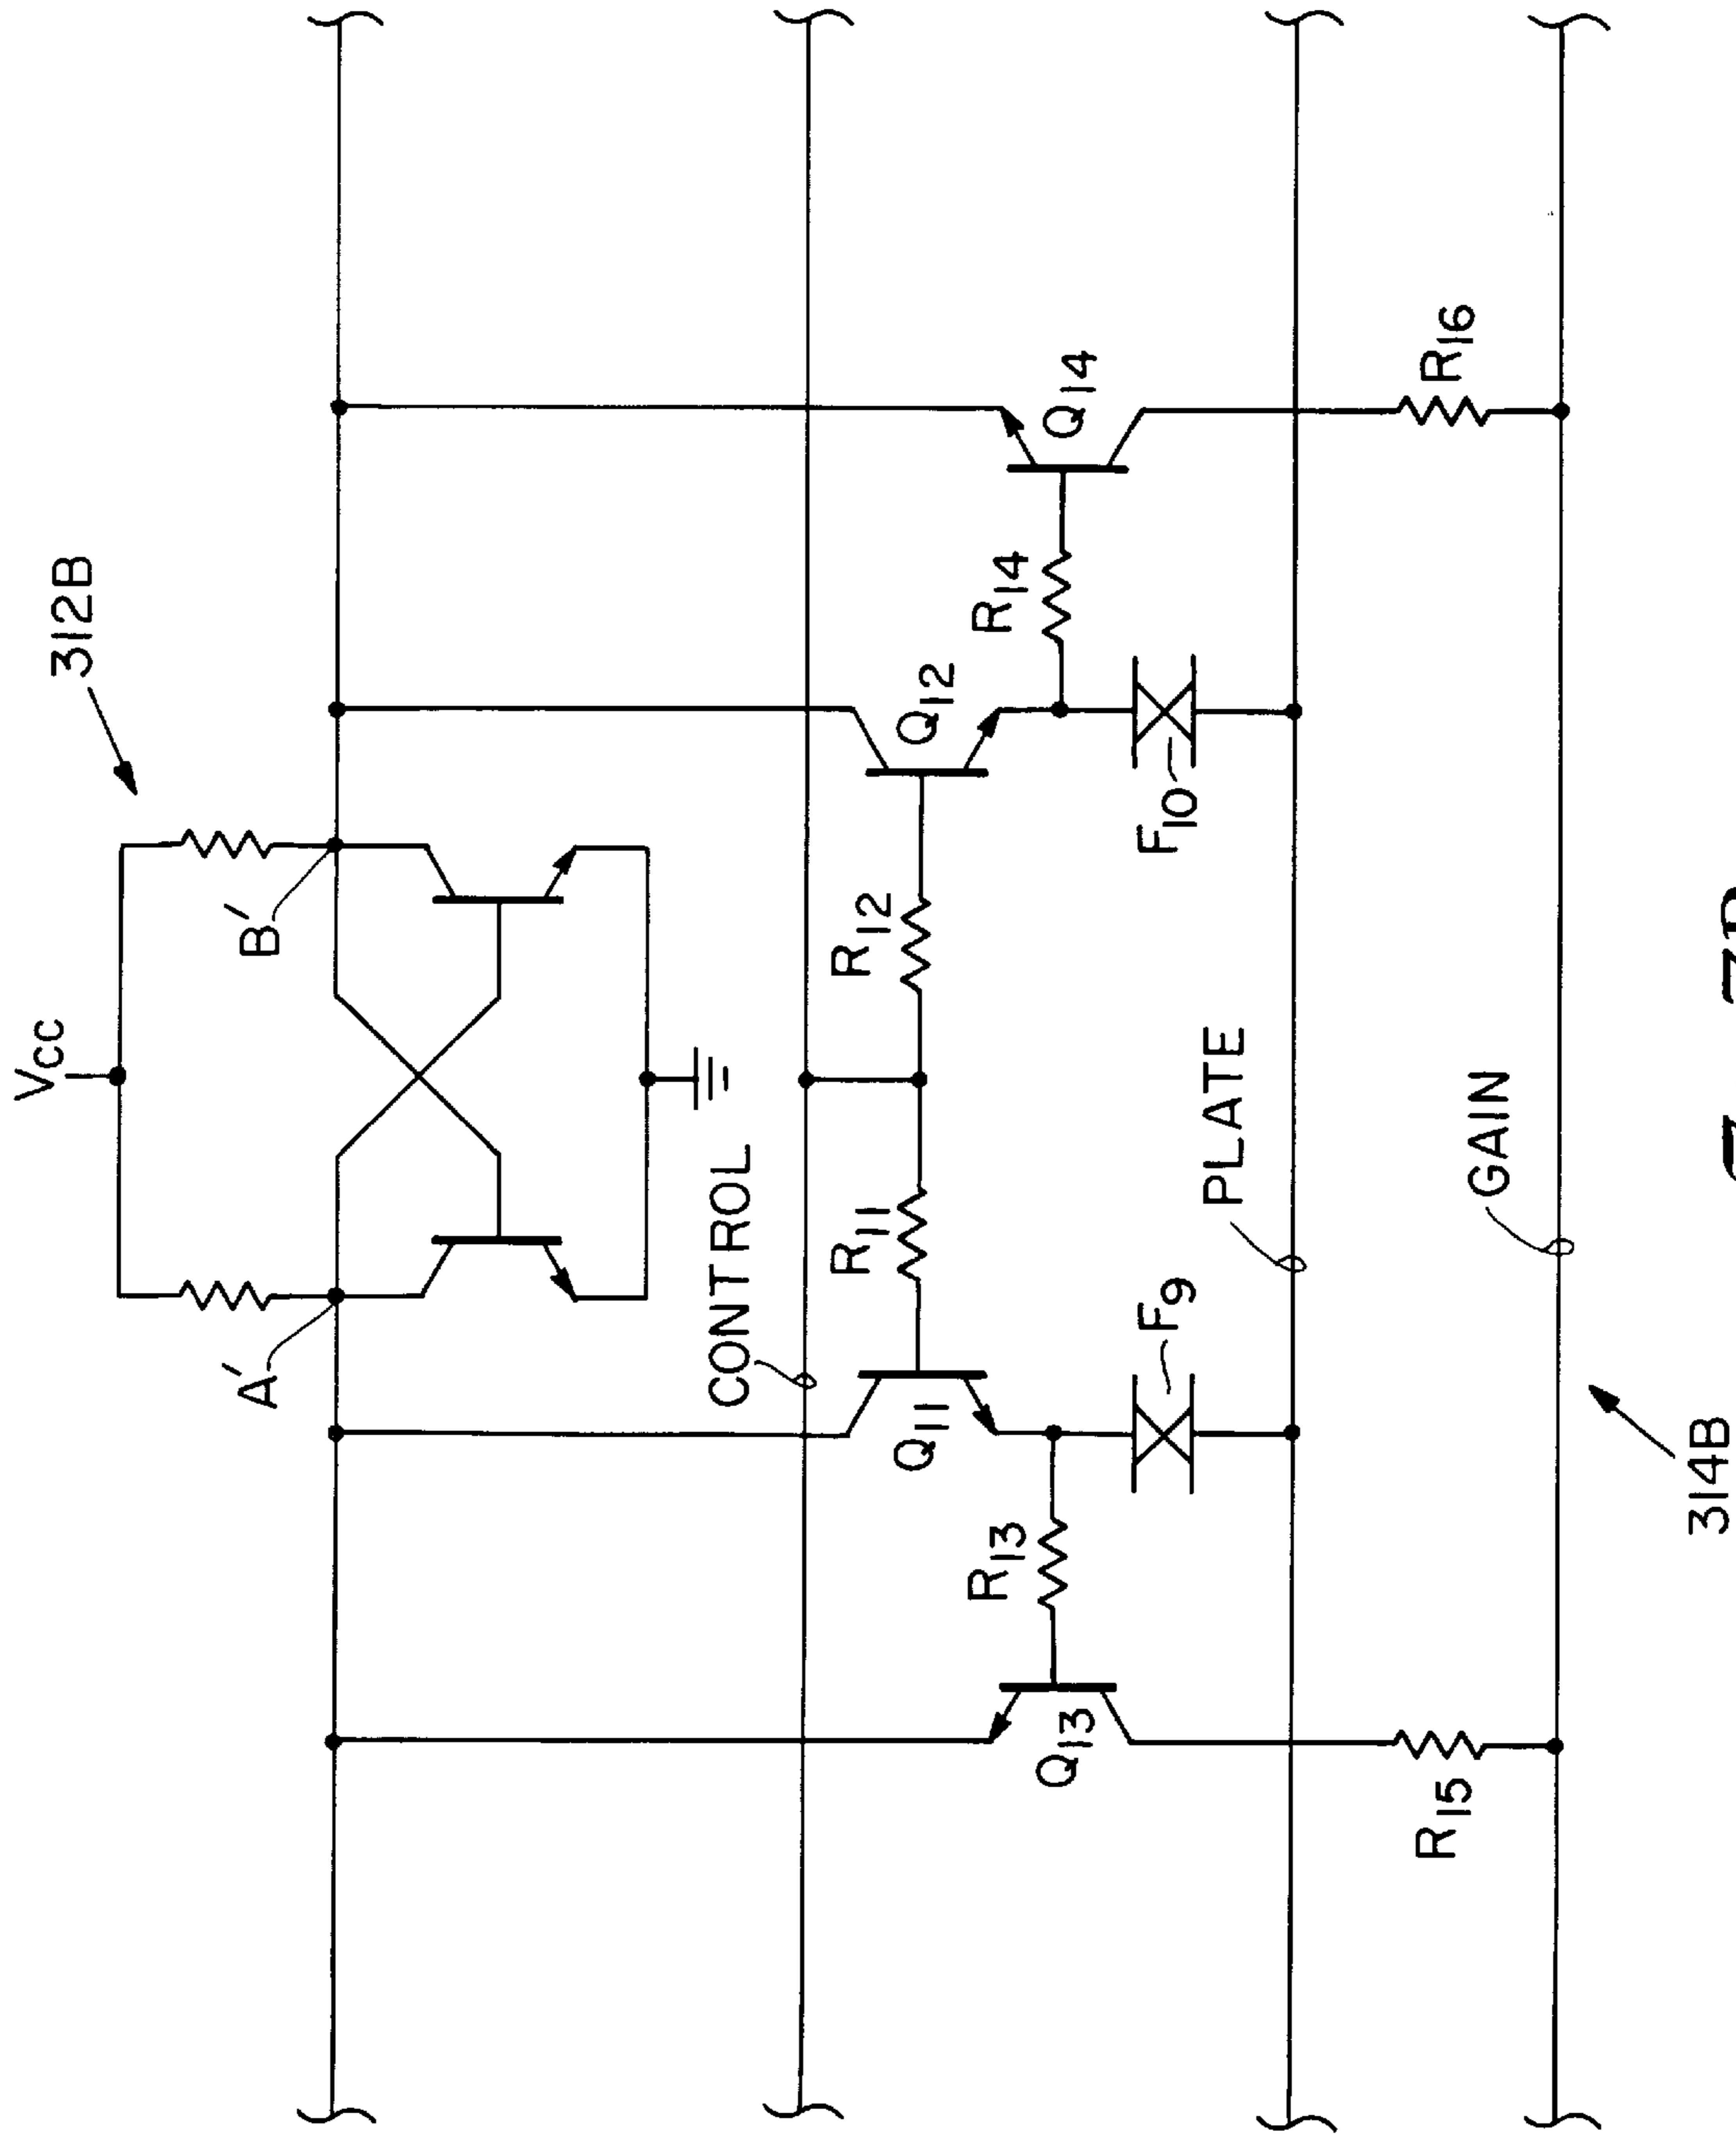 312B
Vcc
A'
B'
CONTROL
Q11
R11
R12
Q12
Q13
R13
R14
Q14
F9
F10
PLATE
R15
GAIN
R16
314B